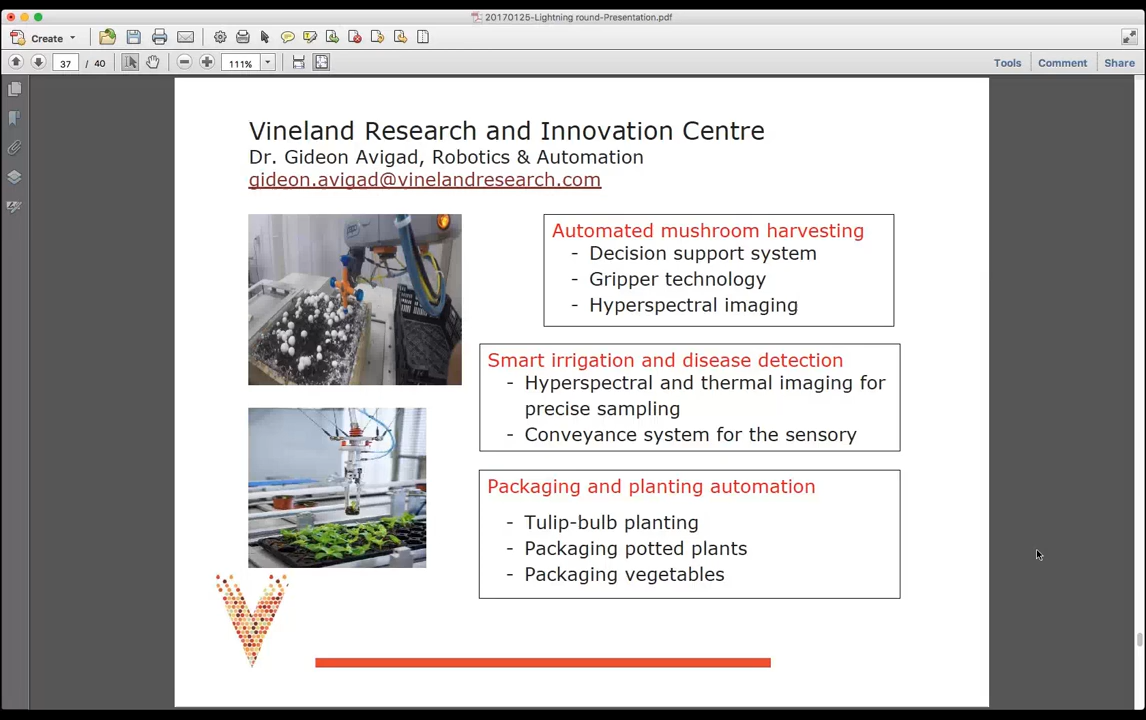 20170125-Lightning round-Presentation.pdf
Create
37 / 40
111%
Tools Comment Share
Vineland Research and Innovation Centre
Dr. Gideon Avigad, Robotics & Automation
gideon.avigad@vinelandresearch.com
Automated mushroom harvesting
- Decision support system
- Gripper technology
- Hyperspectral imaging
Smart irrigation and disease detection
- Hyperspectral and thermal imaging for
precise sampling
- Conveyance system for the sensory
Packaging and planting automation
- Tulip-bulb planting
- Packaging potted plants
- Packaging vegetables